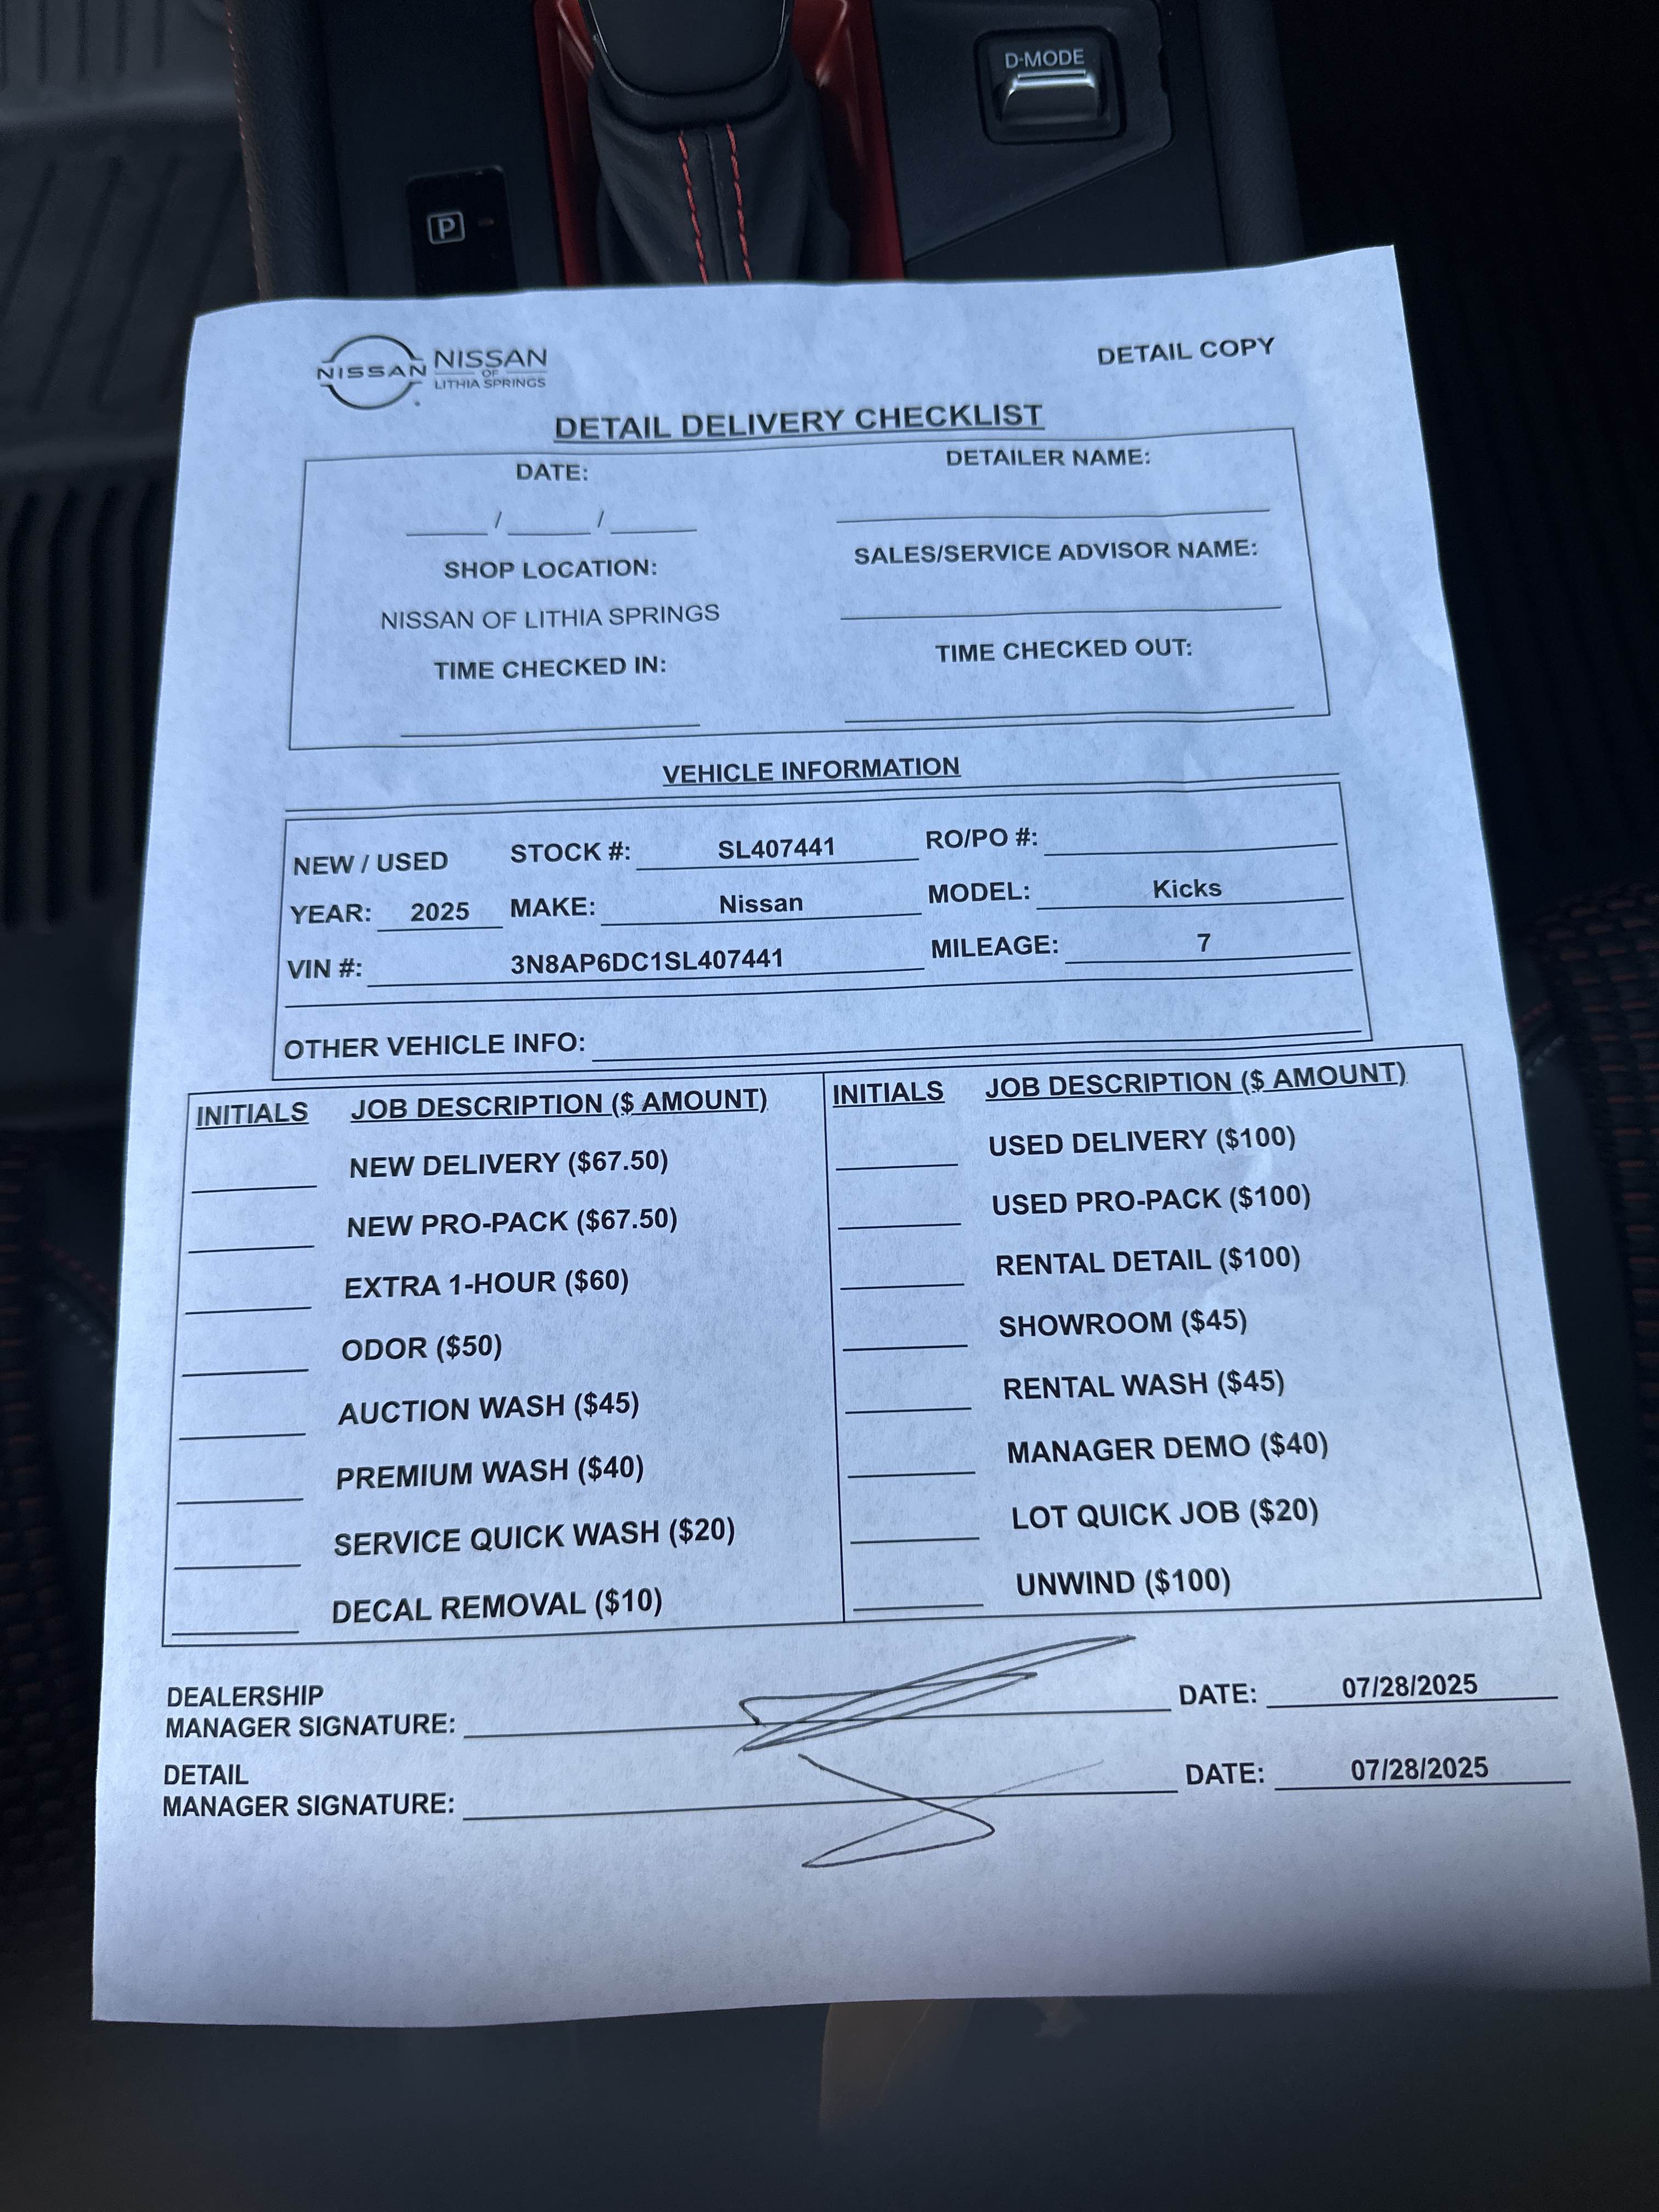 D-MODE
P
NISSAN NISSAN
OF
LITHIA SPRINGS
DETAIL COPY
DETAIL DELIVERY CHECKLIST
DATE: DETAILER NAME:
____ / ____ / ____
SHOP LOCATION: SALES/SERVICE ADVISOR NAME:
NISSAN OF LITHIA SPRINGS
TIME CHECKED IN: TIME CHECKED OUT:
VEHICLE INFORMATION
NEW / USED STOCK #: SL407441 RO/PO #:
YEAR: 2025 MAKE: Nissan MODEL: Kicks
VIN #: 3N8AP6DC1SL407441 MILEAGE: 7
OTHER VEHICLE INFO:
INITIALS JOB DESCRIPTION ($ AMOUNT) INITIALS JOB DESCRIPTION ($ AMOUNT)
NEW DELIVERY ($67.50) USED DELIVERY ($100)
NEW PRO-PACK ($67.50) USED PRO-PACK ($100)
EXTRA 1-HOUR ($60) RENTAL DETAIL ($100)
ODOR ($50) SHOWROOM ($45)
AUCTION WASH ($45) RENTAL WASH ($45)
PREMIUM WASH ($40) MANAGER DEMO ($40)
SERVICE QUICK WASH ($20) LOT QUICK JOB ($20)
DECAL REMOVAL ($10) UNWIND ($100)
DEALERSHIP
MANAGER SIGNATURE: DATE: 07/28/2025
DETAIL
MANAGER SIGNATURE: DATE: 07/28/2025